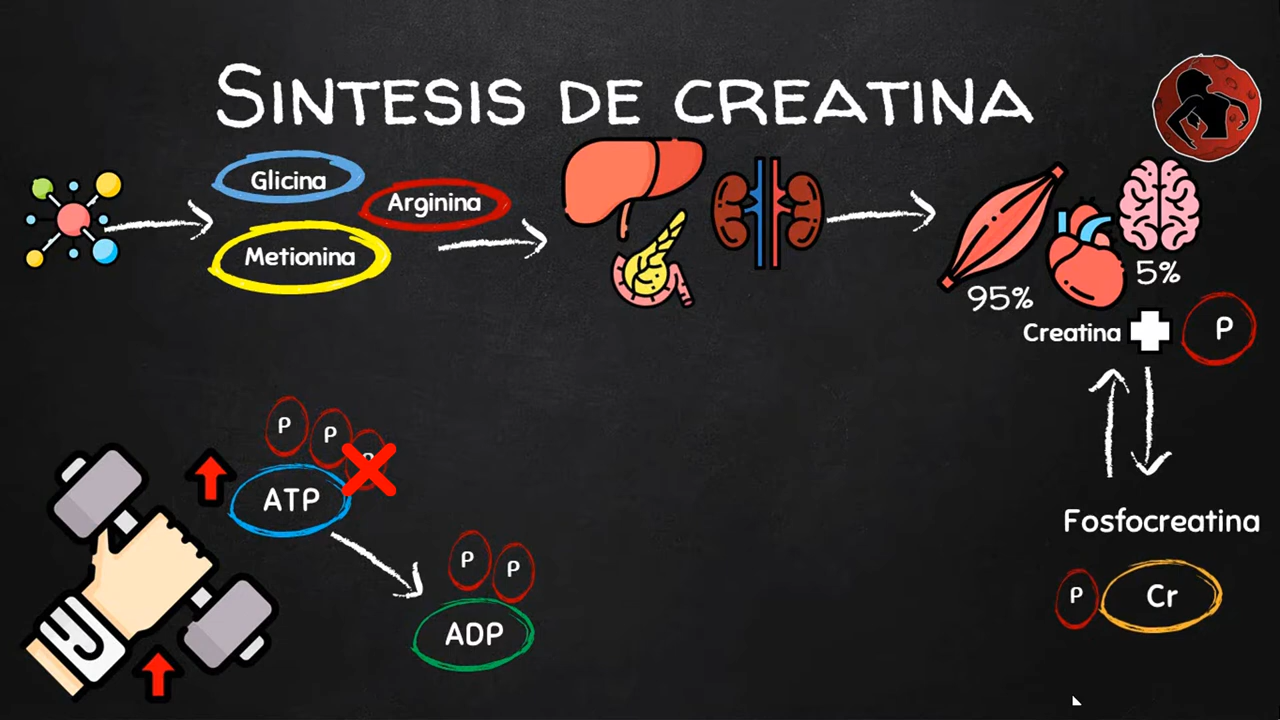 SINTESIS DE CREATINA
Glicina
Arginina
Metionina
95%
5%
Creatina
P
P
P
ATP
P
P
ADP
Fosfocreatina
P
Cr